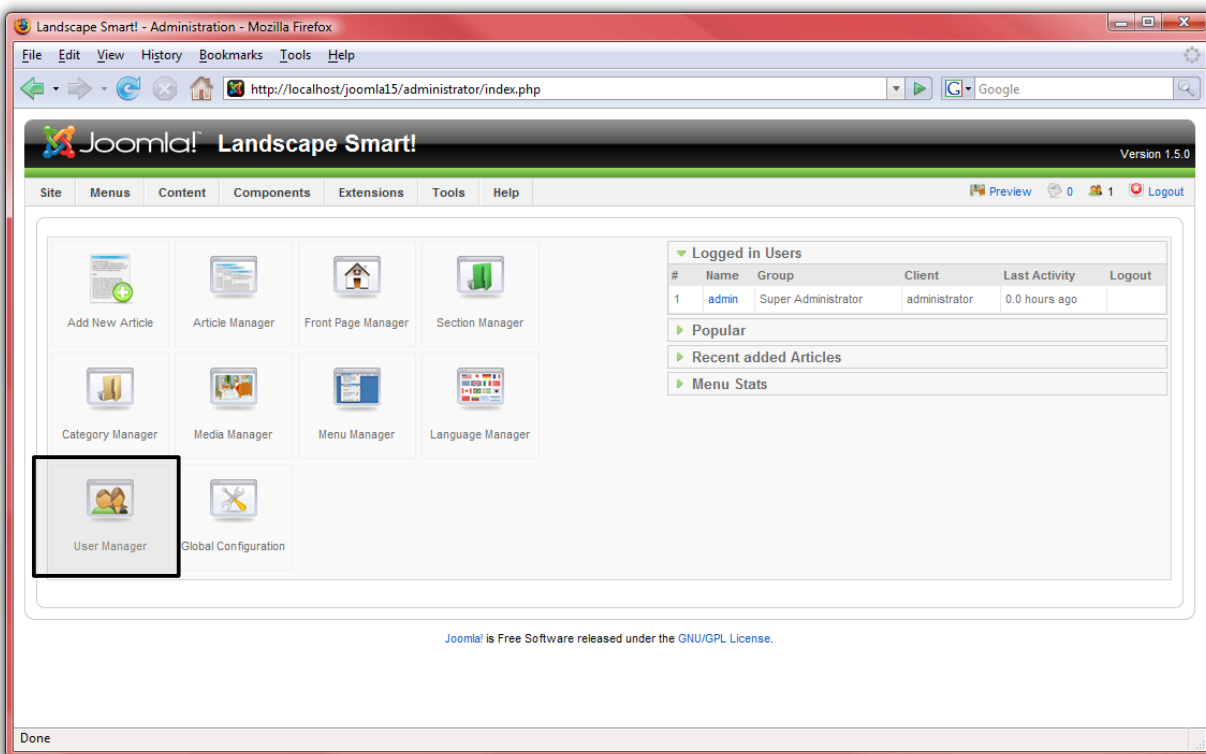 Landscape Smart! - Administration - Mozilla Firefox
File Edit View History Bookmarks Tools Help
http://localhost/joomla15/administrator/index.php
G Google
Joomla!™ Landscape Smart!
Version 1.5.0
Site Menus Content Components Extensions Tools Help Preview 0 1 Logout
Add New Article Article Manager Front Page Manager Section Manager
Category Manager Media Manager Menu Manager Language Manager
User Manager Global Configuration
Logged in Users
# Name Group Client Last Activity Logout
1 admin Super Administrator administrator 0.0 hours ago
Popular
Recent added Articles
Menu Stats
Joomla! is Free Software released under the GNU/GPL License.
Done